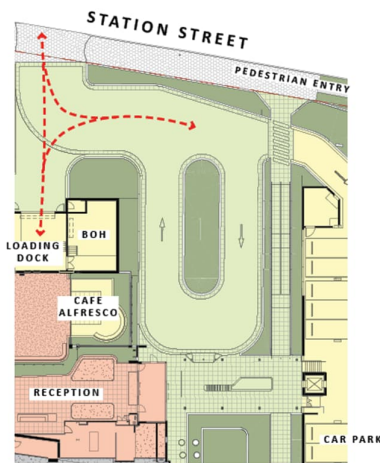 STATION STREET
PEDESTRIAN ENTRY
BOH
LOADING
DOCK
CAFE
ALFRESCO
RECEPTION
CAR PARK